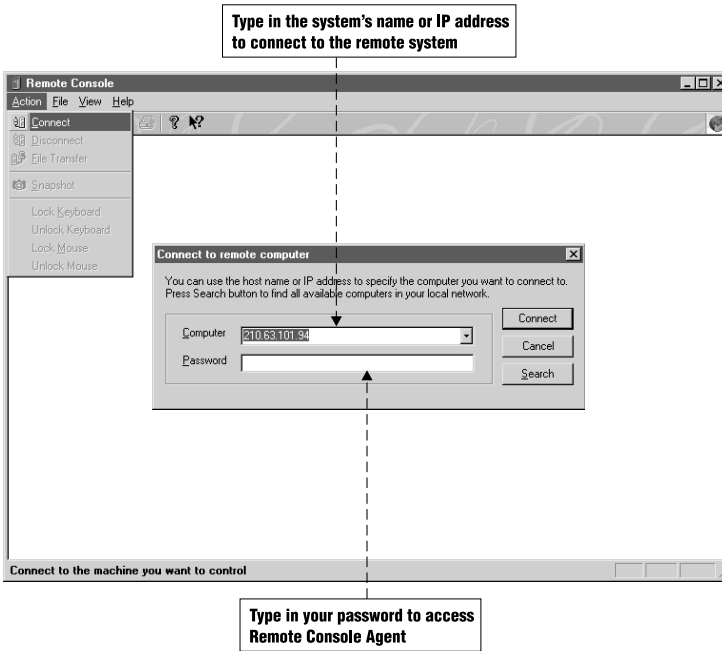 Type in the system's name or IP address
to connect to the remote system
Remote Console
Action File View Help
Connect
Disconnect
File Transfer
Snapshot
Lock Keyboard
Unlock Keyboard
Lock Mouse
Unlock Mouse
Connect to remote computer
You can use the host name or IP address to specify the computer you want to connect to.
Press Search button to find all available computers in your local network.
Computer 210.63.101.94
Password
Connect
Cancel
Search
Connect to the machine you want to control
Type in your password to access
Remote Console Agent